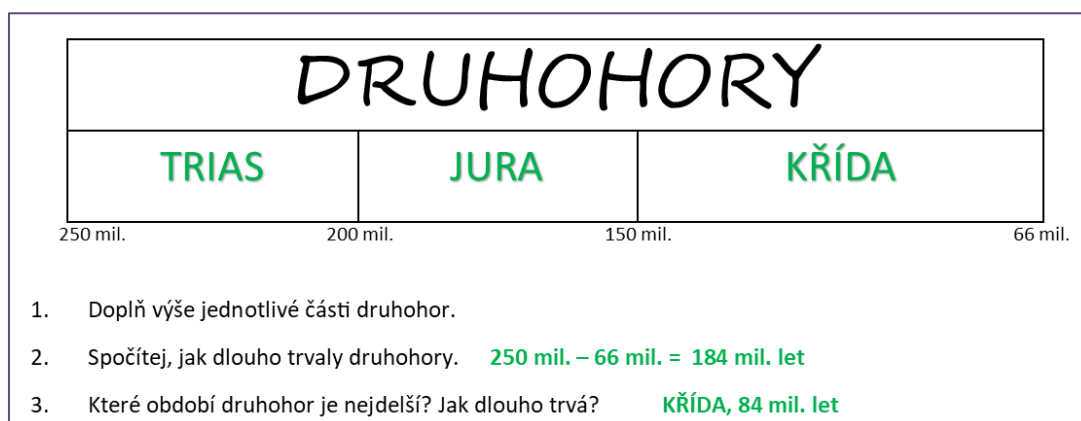 DRUHOHORY
TRIAS JURA KŘÍDA
250 mil. 200 mil. 150 mil. 66 mil.
1. Doplň výše jednotlivé části druhohor.
2. Spočítej, jak dlouho trvaly druhohory. 250 mil. – 66 mil. = 184 mil. let
3. Které období druhohor je nejdelší? Jak dlouho trvá? KŘÍDA, 84 mil. let